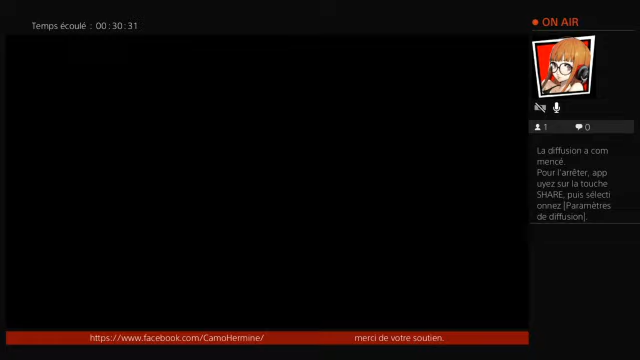 Temps écoulé : 00:30:31
ON AIR
1
0
La diffusion a com
mencé.
Pour l'arrêter, app
uyez sur la touche
SHARE, puis sélecti
onnez [Paramètres
de diffusion].
https://www.facebook.com/CamoHermine/ merci de votre soutien.